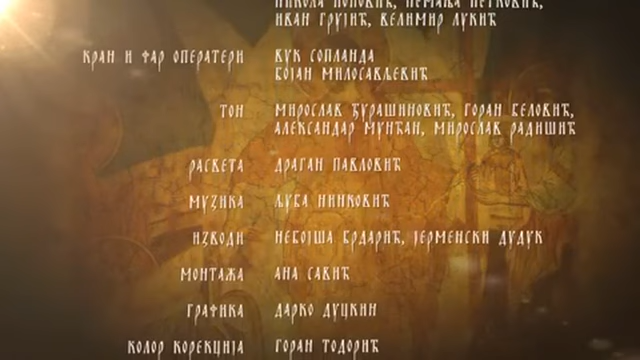 НИКОЛА ПОПОВИЋ, НЕМАЊА ПЕТКОВИЋ,
ИВАН ГРУЈИЋ, ВЕЛИМИР ЛУКИЋ
КРАН И ФАР ОПЕРАТЕРИ ВУК СОПЛАНДА
БОЈАН МИЛОСАВЉЕВИЋ
ТОН МИРОСЛАВ ЂУРАШИНОВИЋ, ГОРАН БЕЛОВИЋ,
АЛЕКСАНДАР МУНЋАН, МИРОСЛАВ РАДИШИЋ
РАСВЕТА ДРАГАН ПАВЛОВИЋ
МУЗИКА ЉУБА НИНКОВИЋ
ИЗВОДИ НЕБОЈША БРДАРИЋ, ЈЕРМЕНСКИ ДУДУК
МОНТАЖА АНА САВИЋ
ГРАФИКА ДАРКО ДУЦКИН
КОЛОР КОРЕКЦИЈА ГОРАН ТОДОРИЋ